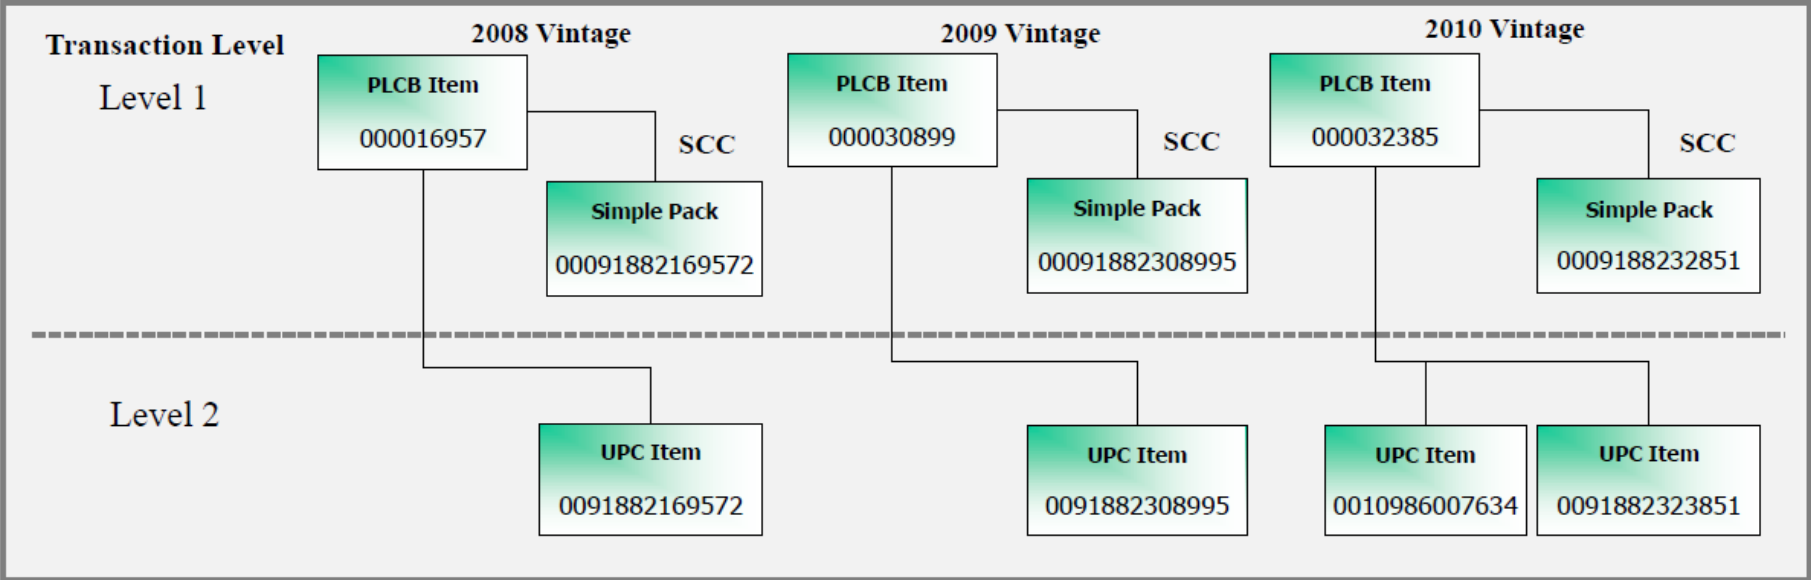 Transaction Level
Level 1
2008 Vintage
PLCB Item
000016957
SCC
Simple Pack
00091882169572
2009 Vintage
PLCB Item
000030899
SCC
Simple Pack
00091882308995
2010 Vintage
PLCB Item
000032385
SCC
Simple Pack
0009188232851
Level 2
UPC Item
0091882169572
UPC Item
0091882308995
UPC Item
0010986007634
UPC Item
0091882323851